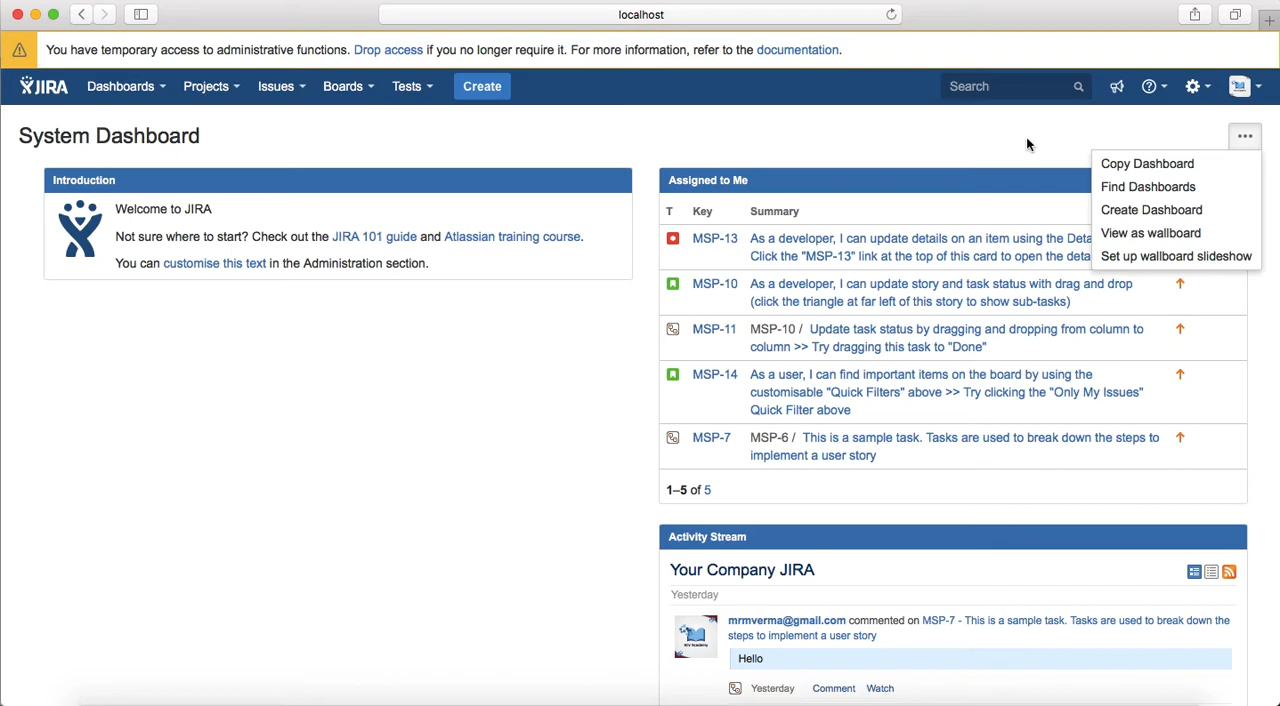 localhost
You have temporary access to administrative functions. Drop access if you no longer require it. For more information, refer to the documentation.
JIRA Dashboards Projects Issues Boards Tests Create Search
System Dashboard
Copy Dashboard
Find Dashboards
Create Dashboard
View as wallboard
Set up wallboard slideshow
Introduction
Welcome to JIRA
Not sure where to start? Check out the JIRA 101 guide and Atlassian training course.
You can customise this text in the Administration section.
Assigned to Me
T Key Summary
MSP-13 As a developer, I can update details on an item using the Deta
Click the "MSP-13" link at the top of this card to open the deta
MSP-10 As a developer, I can update story and task status with drag and drop
(click the triangle at far left of this story to show sub-tasks)
MSP-11 MSP-10 / Update task status by dragging and dropping from column to
column >> Try dragging this task to "Done"
MSP-14 As a user, I can find important items on the board by using the
customisable "Quick Filters" above >> Try clicking the "Only My Issues"
Quick Filter above
MSP-7 MSP-6 / This is a sample task. Tasks are used to break down the steps to
implement a user story
1–5 of 5
Activity Stream
Your Company JIRA
Yesterday
mrmverma@gmail.com commented on MSP-7 - This is a sample task. Tasks are used to break down the
steps to implement a user story
Hello
Yesterday Comment Watch